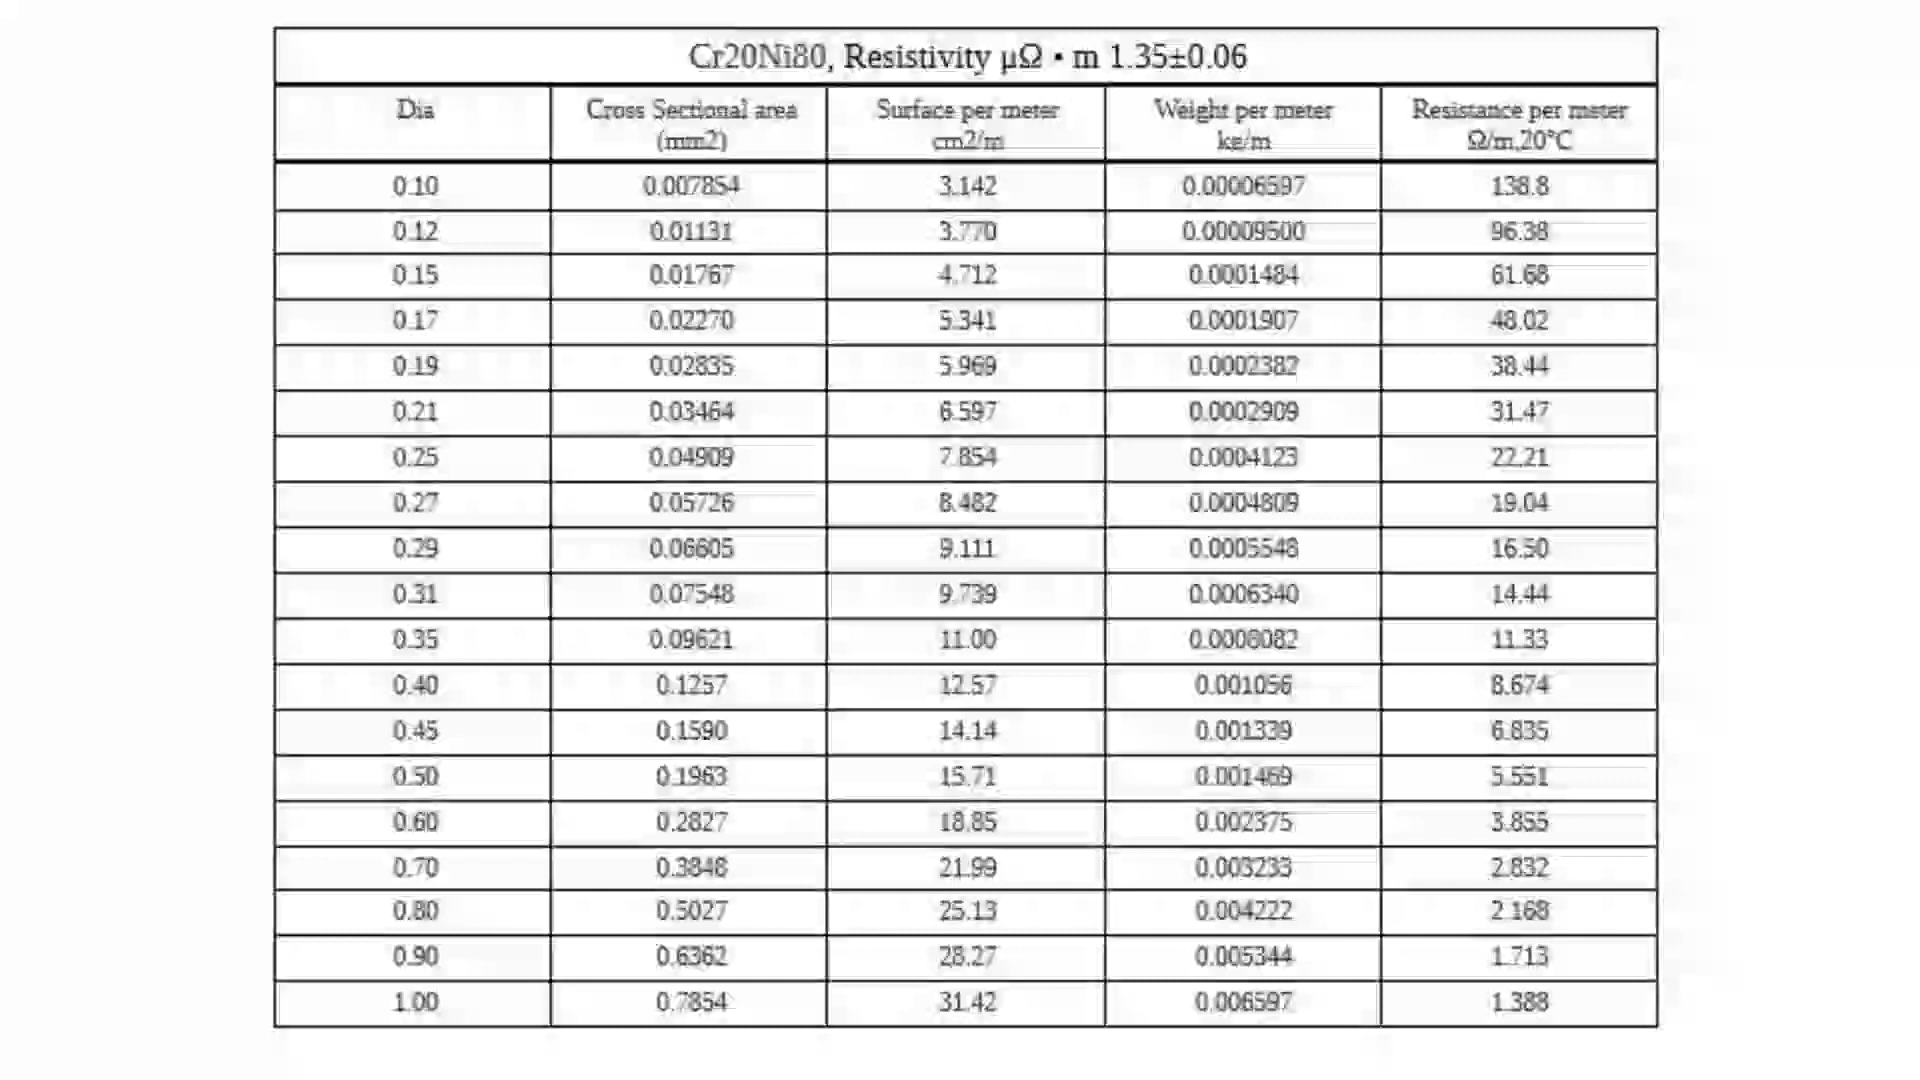 Cr20Ni80, Resistivity μΩ • m 1.35±0.06
Dia Cross Sectional area (mm2) Surface per meter cm2/m Weight per meter kg/m Resistance per meter Ω/m,20°C
0.10 0.007854 3.142 0.00006597 138.8
0.12 0.01131 3.770 0.00009500 96.38
0.15 0.01767 4.712 0.0001484 61.68
0.17 0.02270 5.341 0.0001907 48.02
0.19 0.02835 5.969 0.0002382 38.44
0.21 0.03464 6.597 0.0002909 31.47
0.25 0.04909 7.854 0.0004123 22.21
0.27 0.05726 8.482 0.0004809 19.04
0.29 0.06605 9.111 0.0005548 16.50
0.31 0.07548 9.739 0.0006340 14.44
0.35 0.09621 11.00 0.0008082 11.33
0.40 0.1257 12.57 0.001056 8.674
0.45 0.1590 14.14 0.001339 6.835
0.50 0.1963 15.71 0.001469 5.551
0.60 0.2827 18.85 0.002375 3.855
0.70 0.3848 21.99 0.003233 2.832
0.80 0.5027 25.13 0.004222 2.168
0.90 0.6362 28.27 0.005344 1.713
1.00 0.7854 31.42 0.006597 1.388